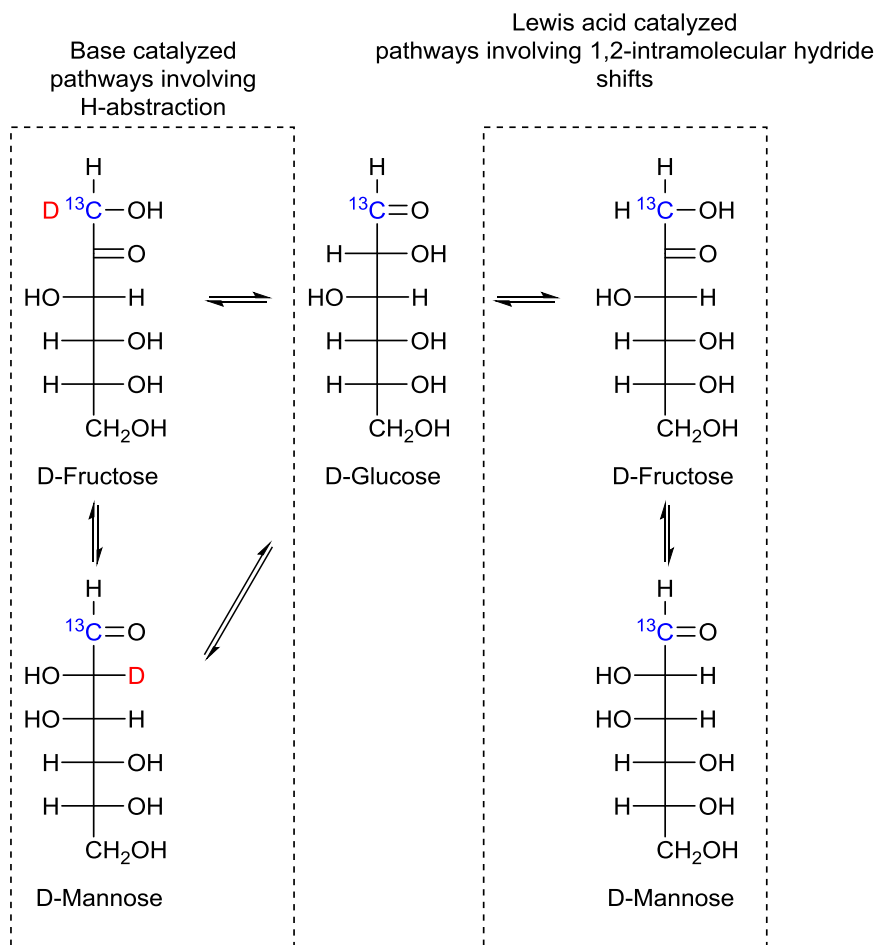 Base catalyzed
pathways involving
H-abstraction
Lewis acid catalyzed
pathways involving 1,2-intramolecular hydride
shifts
H
D ¹³C OH
O
HO H
H OH
H OH
CH₂OH
D-Fructose
H
¹³C O
HO D
HO H
H OH
H OH
CH₂OH
D-Mannose
H
¹³C O
H OH
HO H
H OH
H OH
CH₂OH
D-Glucose
H
H ¹³C OH
O
HO H
H OH
H OH
CH₂OH
D-Fructose
H
¹³C O
HO H
HO H
H OH
H OH
CH₂OH
D-Mannose